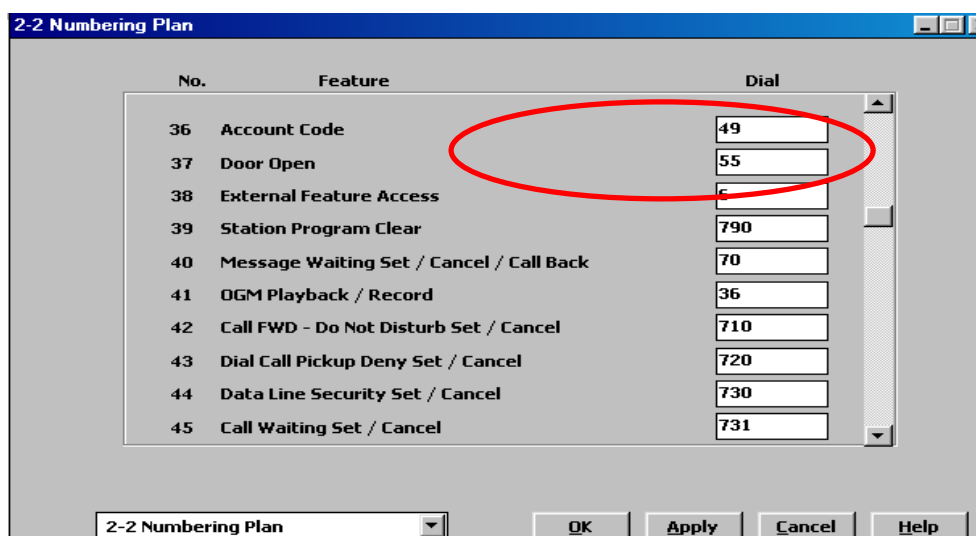 2-2 Numbering Plan
No. Feature Dial
36 Account Code 49
37 Door Open 55
38 External Feature Access
39 Station Program Clear 790
40 Message Waiting Set / Cancel / Call Back 70
41 OGM Playback / Record 36
42 Call FWD - Do Not Disturb Set / Cancel 710
43 Dial Call Pickup Deny Set / Cancel 720
44 Data Line Security Set / Cancel 730
45 Call Waiting Set / Cancel 731
2-2 Numbering Plan OK Apply Cancel Help